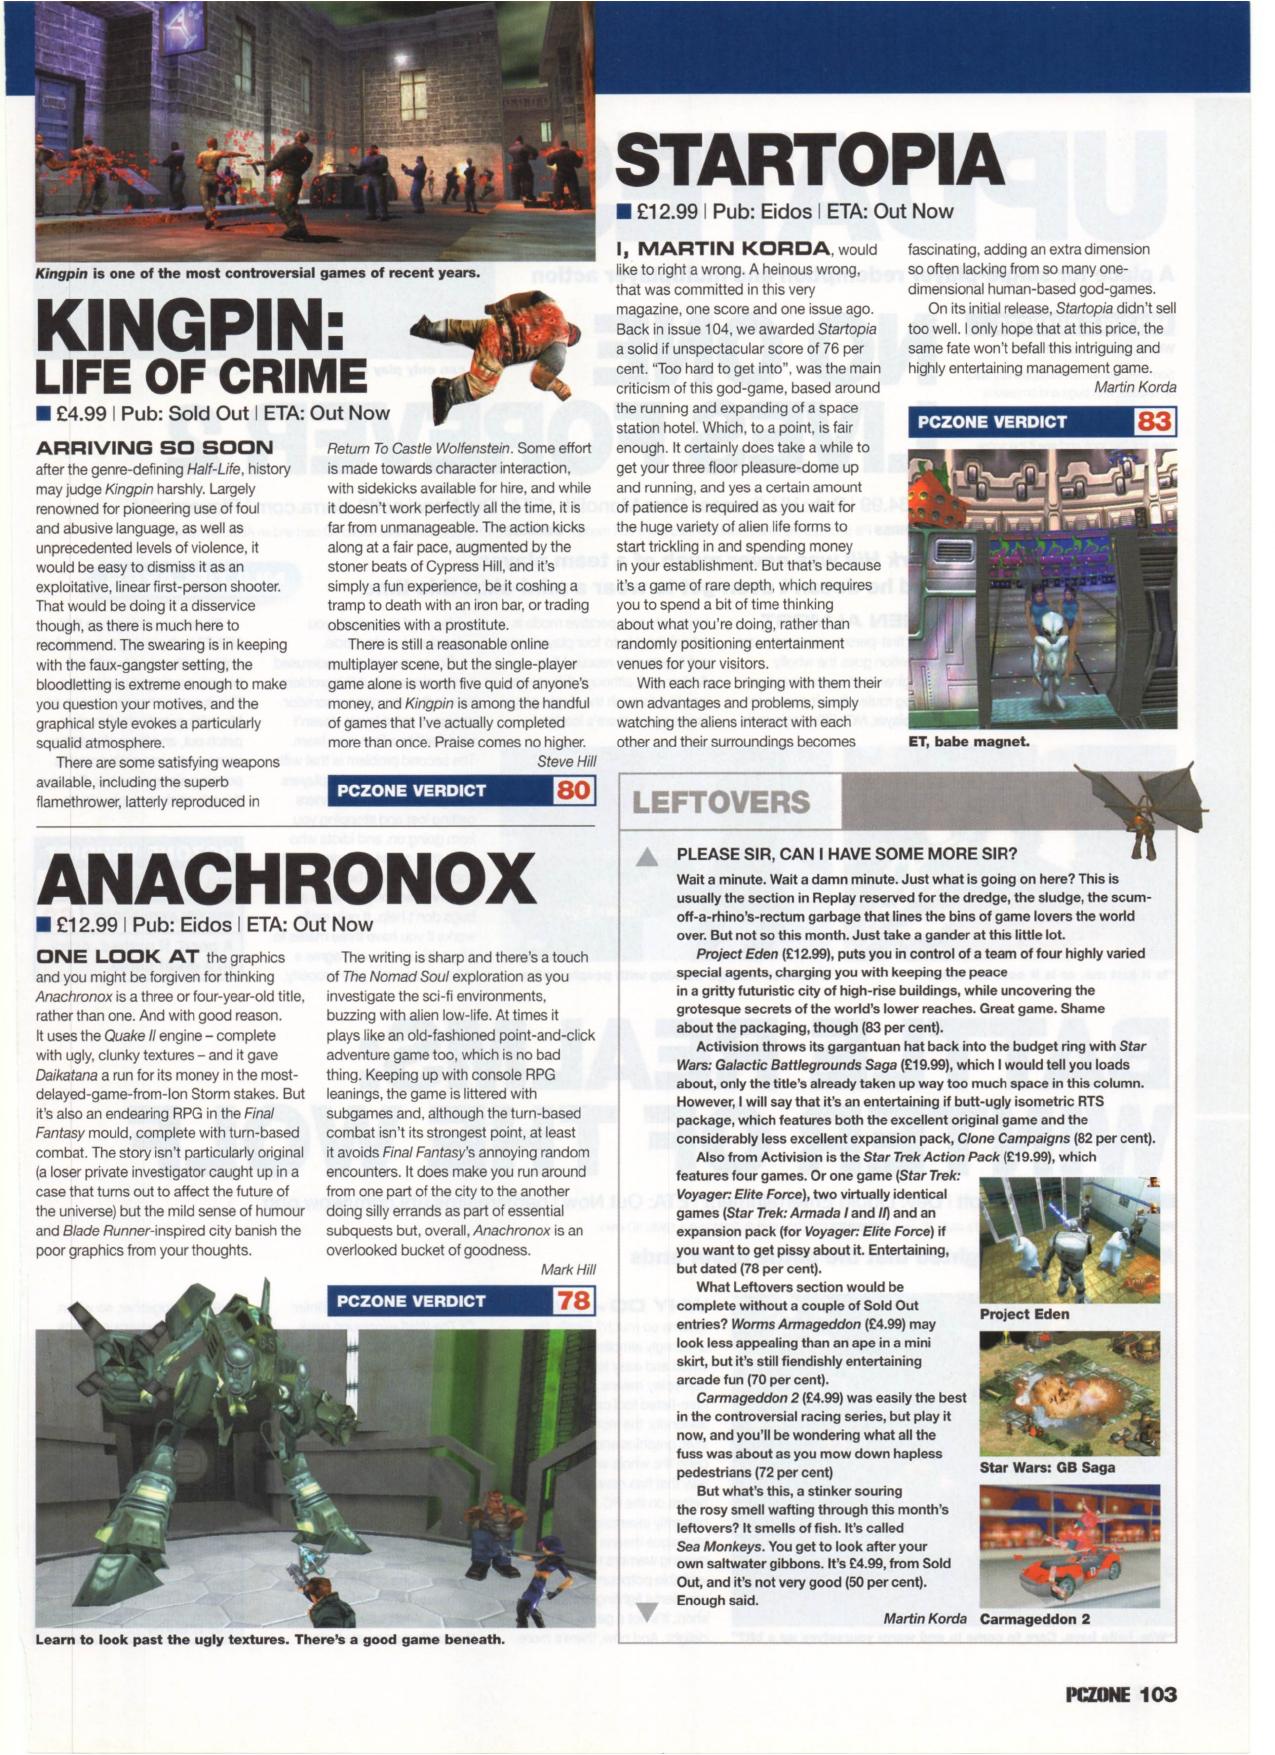 Kingpin is one of the most controversial games of recent years.
KINGPIN:
LIFE OF CRIME
£4.99 | Pub: Sold Out | ETA: Out Now
ARRIVING SO SOON
after the genre-defining Half-Life, history
may judge Kingpin harshly. Largely
renowned for pioneering use of foul
and abusive language, as well as
unprecedented levels of violence, it
would be easy to dismiss it as an
exploitative, linear first-person shooter.
That would be doing it a disservice
though, as there is much here to
recommend. The swearing is in keeping
with the faux-gangster setting, the
bloodletting is extreme enough to make
you question your motives, and the
graphical style evokes a particularly
squalid atmosphere.
There are some satisfying weapons
available, including the superb
flamethrower, latterly reproduced in
Return To Castle Wolfenstein. Some effort
is made towards character interaction,
with sidekicks available for hire, and while
it doesn't work perfectly all the time, it is
far from unmanageable. The action kicks
along at a fair pace, augmented by the
stoner beats of Cypress Hill, and it's
simply a fun experience, be it coshing a
tramp to death with an iron bar, or trading
obscenities with a prostitute.
There is still a reasonable online
multiplayer scene, but the single-player
game alone is worth five quid of anyone's
money, and Kingpin is among the handful
of games that I've actually completed
more than once. Praise comes no higher.
Steve Hill
PCZONE VERDICT 80
ANACHRONOX
£12.99 | Pub: Eidos | ETA: Out Now
ONE LOOK AT the graphics
and you might be forgiven for thinking
Anachronox is a three or four-year-old title,
rather than one. And with good reason.
It uses the Quake II engine – complete
with ugly, clunky textures – and it gave
Daikatana a run for its money in the most-
delayed-game-from-Ion Storm stakes. But
it's also an endearing RPG in the Final
Fantasy mould, complete with turn-based
combat. The story isn't particularly original
(a loser private investigator caught up in a
case that turns out to affect the future of
the universe) but the mild sense of humour
and Blade Runner-inspired city banish the
poor graphics from your thoughts.
The writing is sharp and there's a touch
of The Nomad Soul exploration as you
investigate the sci-fi environments,
buzzing with alien low-life. At times it
plays like an old-fashioned point-and-click
adventure game too, which is no bad
thing. Keeping up with console RPG
leanings, the game is littered with
subgames and, although the turn-based
combat isn't its strongest point, at least
it avoids Final Fantasy's annoying random
encounters. It does make you run around
from one part of the city to the another
doing silly errands as part of essential
subquests but, overall, Anachronox is an
overlooked bucket of goodness.
Mark Hill
PCZONE VERDICT 78
Learn to look past the ugly textures. There's a good game beneath.
STARTOPIA
£12.99 | Pub: Eidos | ETA: Out Now
I, MARTIN KORDA, would
like to right a wrong. A heinous wrong,
that was committed in this very
magazine, one score and one issue ago.
Back in issue 104, we awarded Startopia
a solid if unspectacular score of 76 per
cent. “Too hard to get into”, was the main
criticism of this god-game, based around
the running and expanding of a space
station hotel. Which, to a point, is fair
enough. It certainly does take a while to
get your three floor pleasure-dome up
and running, and yes a certain amount
of patience is required as you wait for
the huge variety of alien life forms to
start trickling in and spending money
in your establishment. But that's because
it's a game of rare depth, which requires
you to spend a bit of time thinking
about what you're doing, rather than
randomly positioning entertainment
venues for your visitors.
With each race bringing with them their
own advantages and problems, simply
watching the aliens interact with each
other and their surroundings becomes
fascinating, adding an extra dimension
so often lacking from so many one-
dimensional human-based god-games.
On its initial release, Startopia didn't sell
too well. I only hope that at this price, the
same fate won't befall this intriguing and
highly entertaining management game.
Martin Korda
PCZONE VERDICT 83
ET, babe magnet.
LEFTOVERS
PLEASE SIR, CAN I HAVE SOME MORE SIR?
Wait a minute. Wait a damn minute. Just what is going on here? This is
usually the section in Replay reserved for the dredge, the sludge, the scum-
off-a-rhino's-rectum garbage that lines the bins of game lovers the world
over. But not so this month. Just take a gander at this little lot.
Project Eden (£12.99), puts you in control of a team of four highly varied
special agents, charging you with keeping the peace
in a gritty futuristic city of high-rise buildings, while uncovering the
grotesque secrets of the world's lower reaches. Great game. Shame
about the packaging, though (83 per cent).
Activision throws its gargantuan hat back into the budget ring with Star
Wars: Galactic Battlegrounds Saga (£19.99), which I would tell you loads
about, only the title's already taken up way too much space in this column.
However, I will say that it's an entertaining if butt-ugly isometric RTS
package, which features both the excellent original game and the
considerably less excellent expansion pack, Clone Campaigns (82 per cent).
Also from Activision is the Star Trek Action Pack (£19.99), which
features four games. Or one game (Star Trek:
Voyager: Elite Force), two virtually identical
games (Star Trek: Armada I and II) and an
expansion pack (for Voyager: Elite Force) if
you want to get pissy about it. Entertaining,
but dated (78 per cent).
What Leftovers section would be
complete without a couple of Sold Out
entries? Worms Armageddon (£4.99) may
look less appealing than an ape in a mini
skirt, but it's still fiendishly entertaining
arcade fun (70 per cent).
Carmageddon 2 (£4.99) was easily the best
in the controversial racing series, but play it
now, and you'll be wondering what all the
fuss was about as you mow down hapless
pedestrians (72 per cent)
But what's this, a stinker souring
the rosy smell wafting through this month's
leftovers? It smells of fish. It's called
Sea Monkeys. You get to look after your
own saltwater gibbons. It's £4.99, from Sold
Out, and it's not very good (50 per cent).
Enough said.
Martin Korda
Project Eden
Star Wars: GB Saga
Carmageddon 2
PCZONE 103